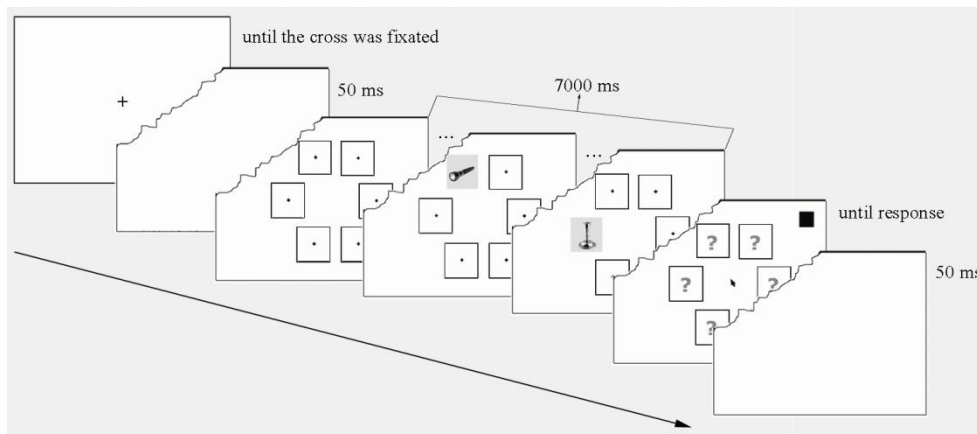 until the cross was fixated
50 ms
7000 ms
...
...
until response
? ?
? ?
?
50 ms